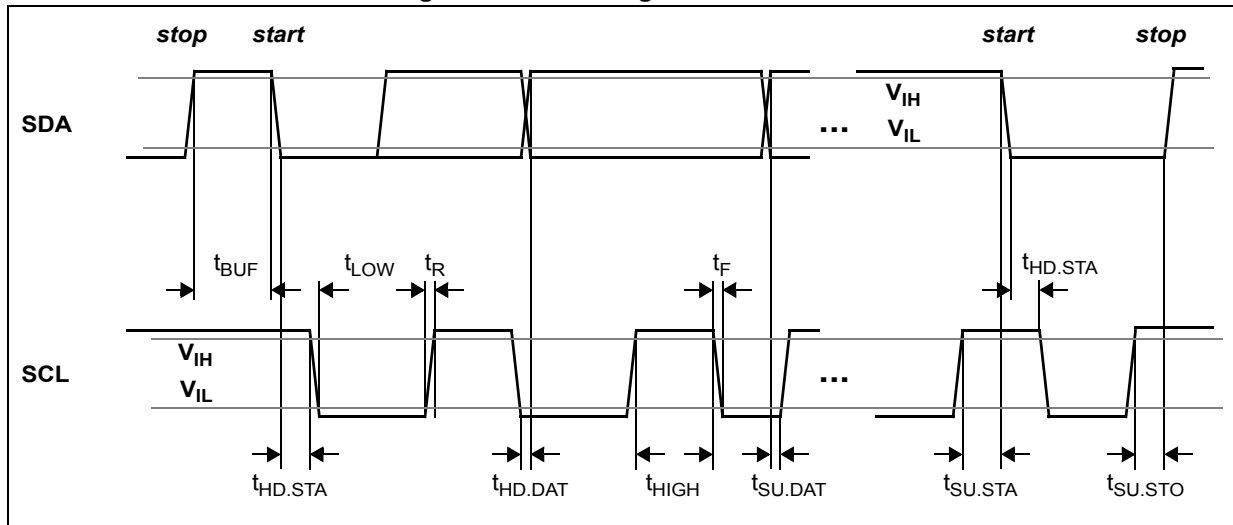 stop start start stop
SDA
V_IH
V_IL
...
t_BUF t_LOW t_R t_F t_HD.STA
SCL
V_IH
V_IL
...
t_HD.STA t_HD.DAT t_HIGH t_SU.DAT t_SU.STA t_SU.STO